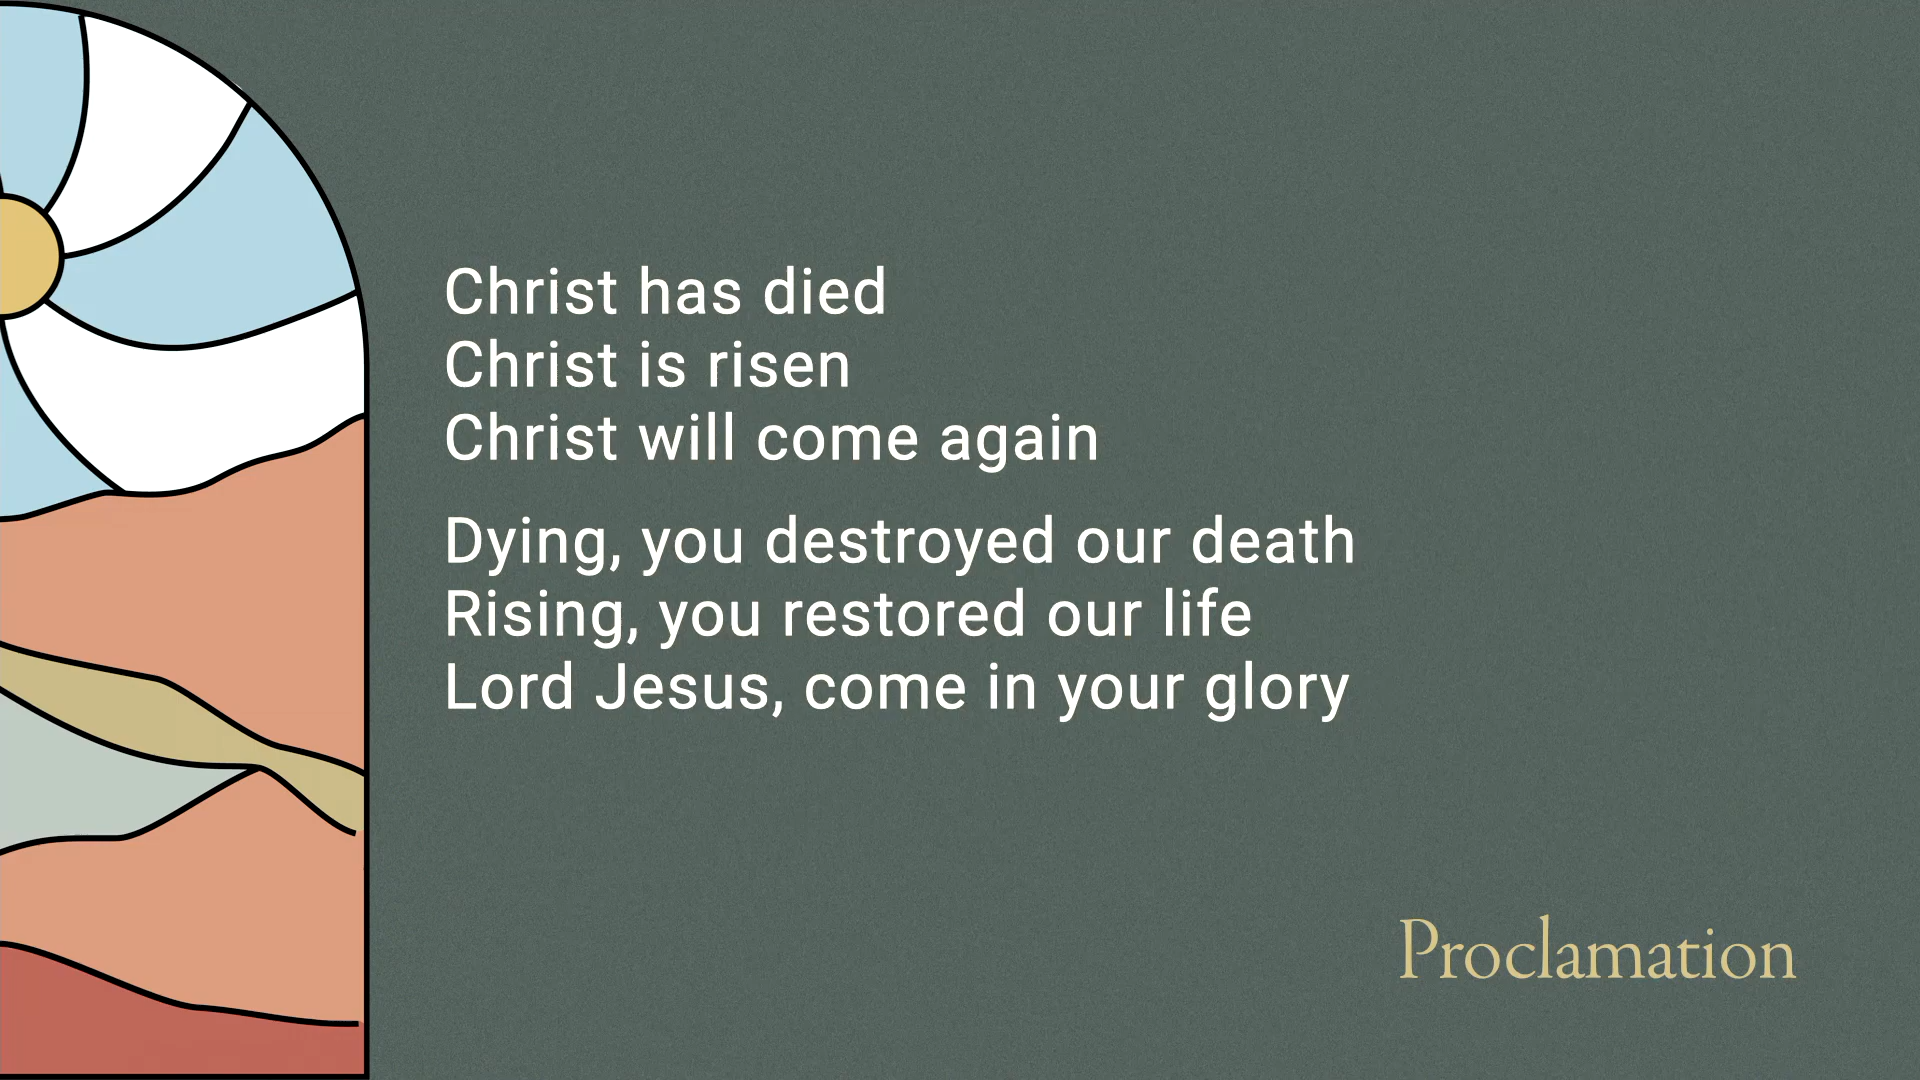 Christ has died
Christ is risen
Christ will come again
Dying, you destroyed our death
Rising, you restored our life
Lord Jesus, come in your glory
Proclamation